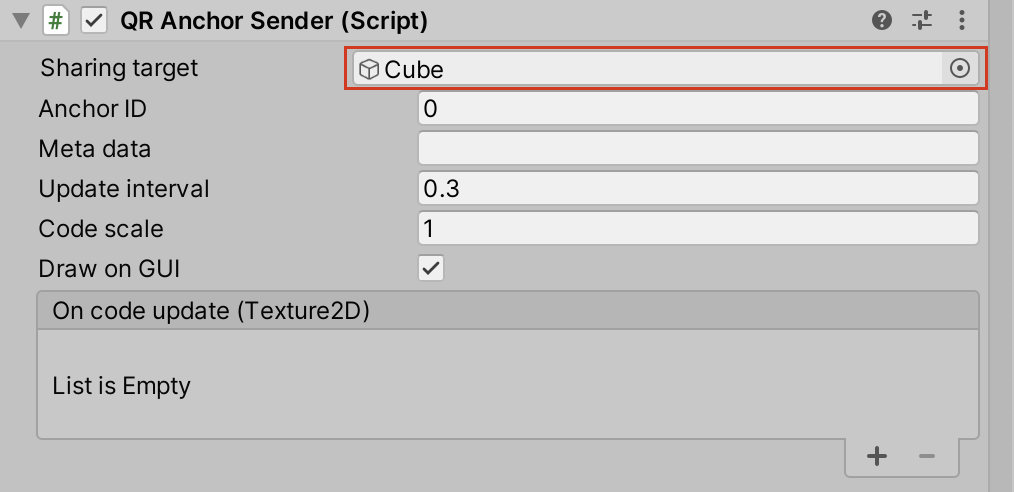 # QR Anchor Sender (Script)
Sharing target Cube
Anchor ID 0
Meta data
Update interval 0.3
Code scale 1
Draw on GUI
On code update (Texture2D)
List is Empty
+ −